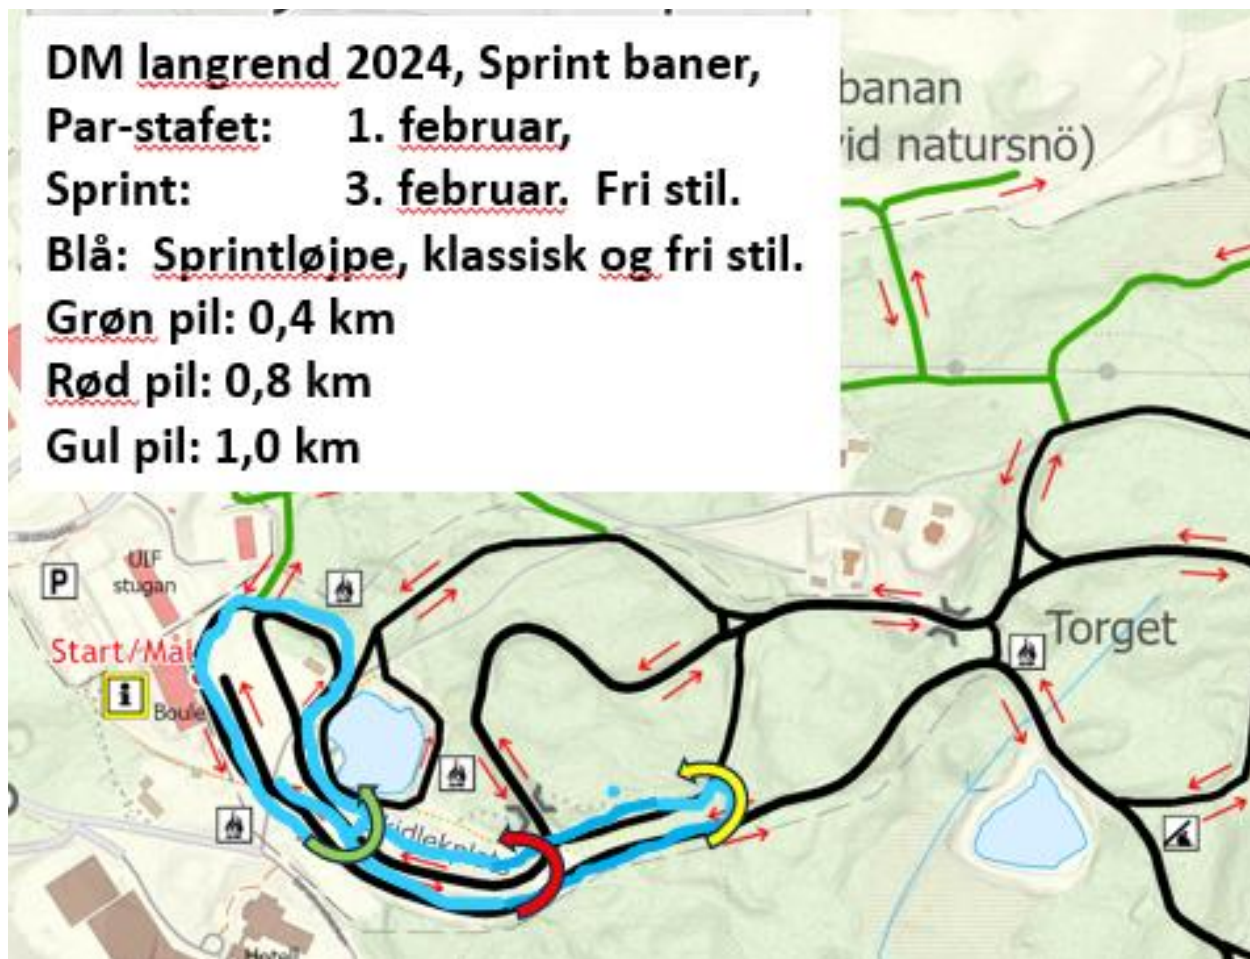 DM langrend 2024, Sprint baner,
Par-stafet: 1. februar,
Sprint: 3. februar. Fri stil.
Blå: Sprintløjpe, klassisk og fri stil.
Grøn pil: 0,4 km
Rød pil: 0,8 km
Gul pil: 1,0 km
banan
vid natursnö)
P
ULF
stugan
Start/Mål
i
Boule
Torget
Hotell